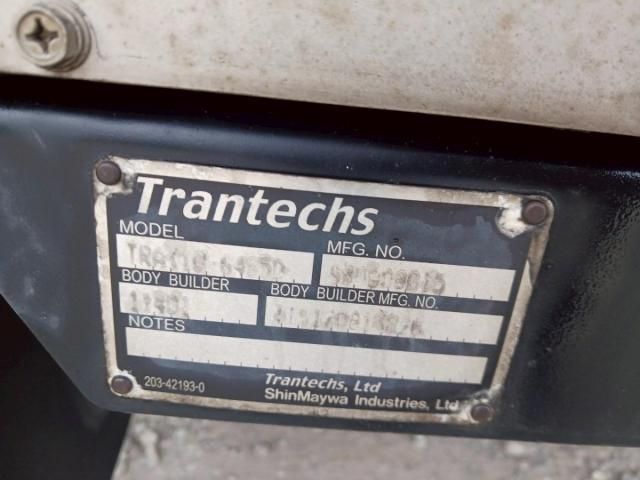 Trantechs
MODEL
MFG. NO.
BODY BUILDER
BODY BUILDER MFG. NO.
NOTES
203-42193-0
Trantechs, Ltd
ShinMaywa Industries, Ltd